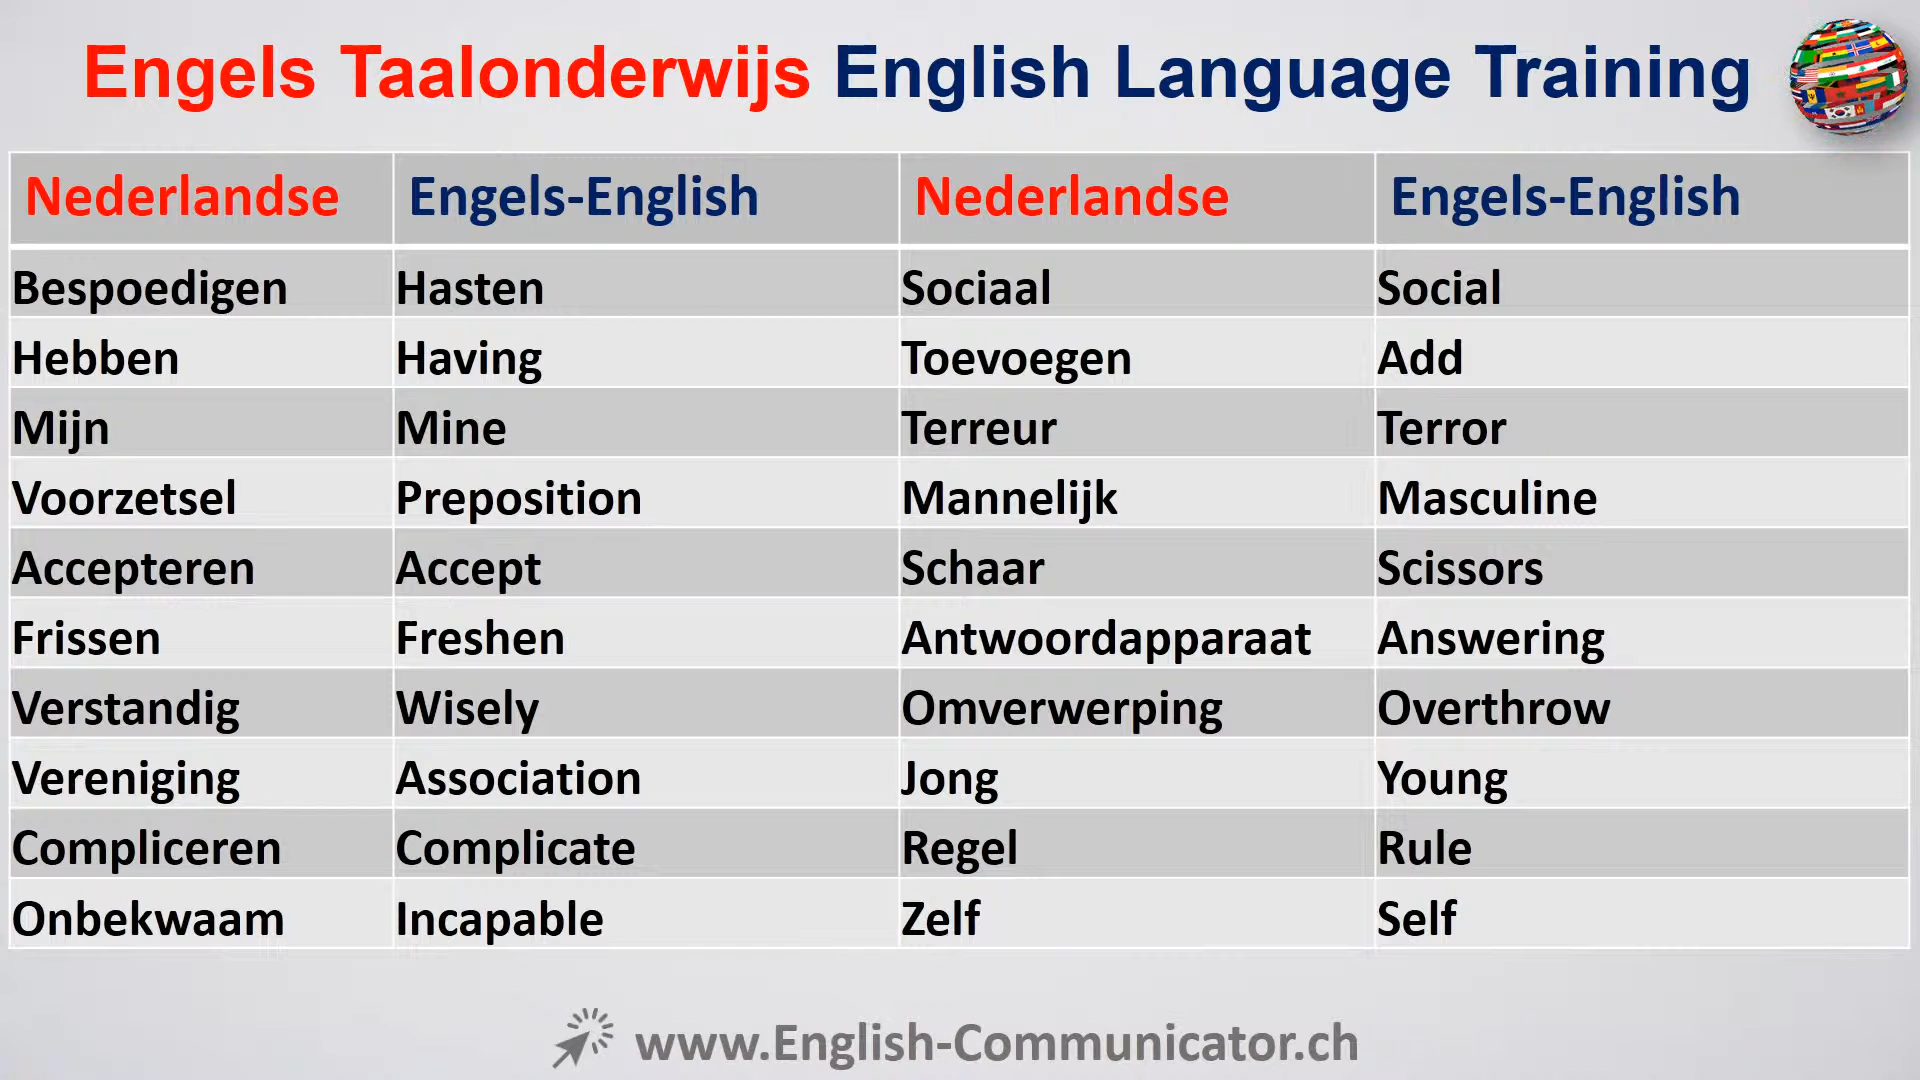 Engels Taalonderwijs English Language Training
Nederlandse Engels-English Nederlandse Engels-English
Bespoedigen Hasten Sociaal Social
Hebben Having Toevoegen Add
Mijn Mine Terreur Terror
Voorzetsel Preposition Mannelijk Masculine
Accepteren Accept Schaar Scissors
Frissen Freshen Antwoordapparaat Answering
Verstandig Wisely Omverwerping Overthrow
Vereniging Association Jong Young
Compliceren Complicate Regel Rule
Onbekwaam Incapable Zelf Self
www.English-Communicator.ch